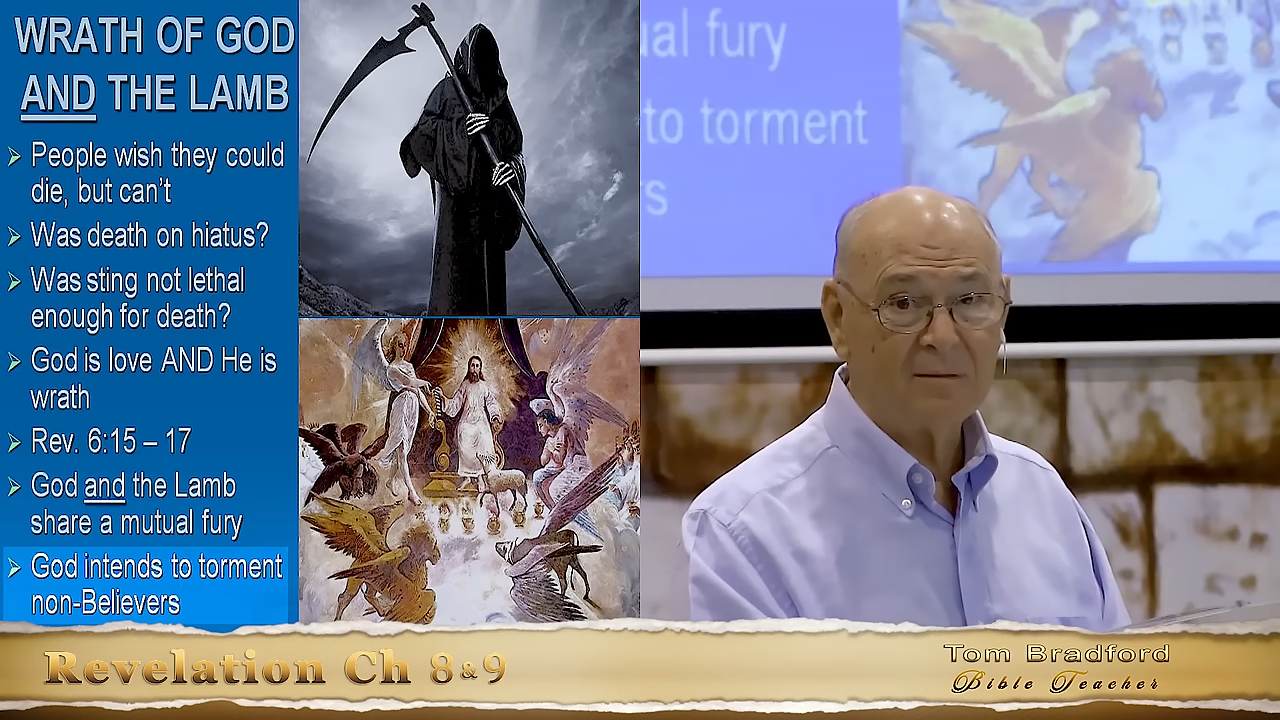 WRATH OF GOD
AND THE LAMB
➢ People wish they could
die, but can't
➢ Was death on hiatus?
➢ Was sting not lethal
enough for death?
➢ God is love AND He is
wrath
➢ Rev. 6:15 – 17
➢ God and the Lamb
share a mutual fury
➢ God intends to torment
non-Believers
ual fury
to torment
s
Revelation Ch 8&9
Tom Bradford
Bible Teacher